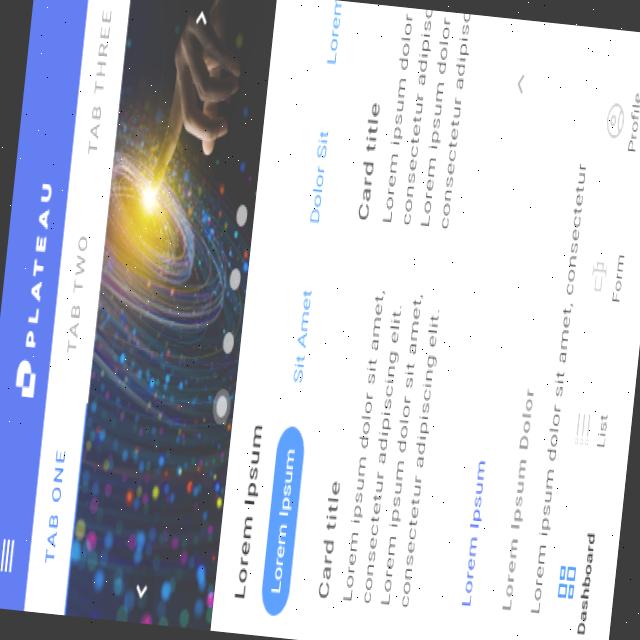 PLATEAU
TAB ONE
TAB TWO
TAB THREE
Lorem Ipsum
Lorem Ipsum
Sit Amet
Dolor Sit
Lorem
Card title
Lorem ipsum dolor sit amet,
consectetur adipiscing elit.
Lorem ipsum dolor sit amet,
consectetur adipiscing elit.
Card title
Lorem ipsum dolor
consectetur adipisc
Lorem ipsum dolor
consectetur adipisc
Lorem Ipsum
Lorem Ipsum Dolor
Lorem ipsum dolor sit amet, consectetur
Dashboard
List
Form
Profile